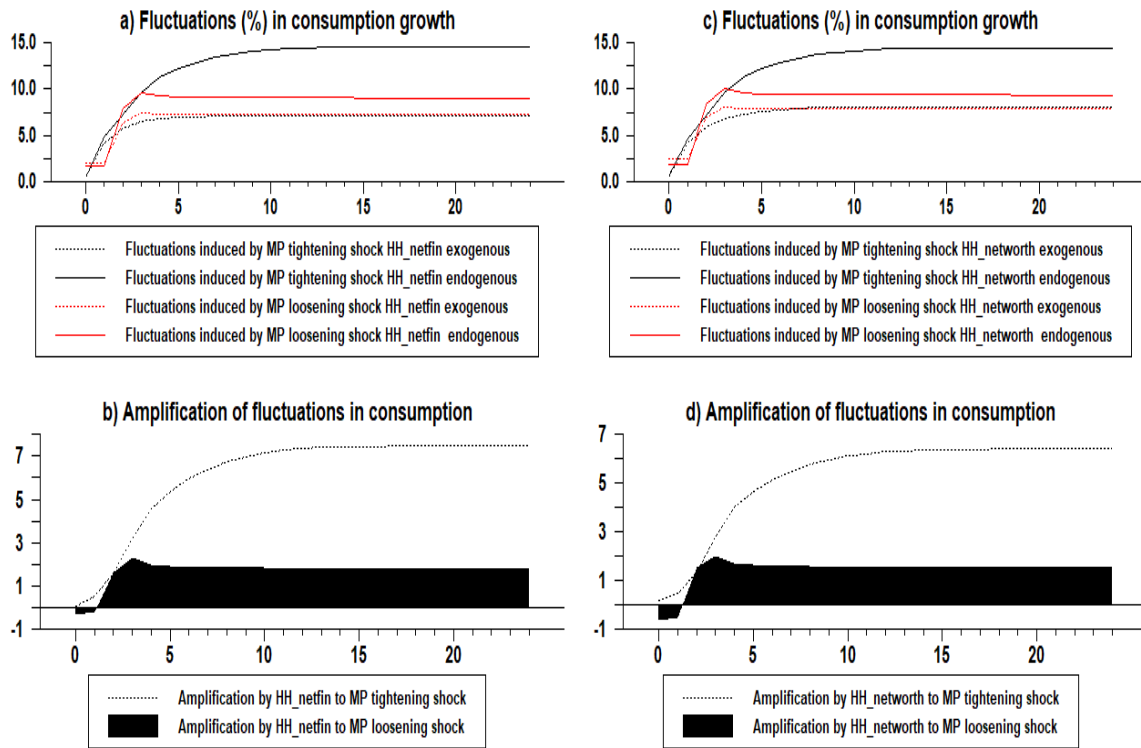 a) Fluctuations (%) in consumption growth
15.0
10.0
5.0
0.0
0 5 10 15 20
Fluctuations induced by MP tightening shock HH_netfin exogenous
Fluctuations induced by MP tightening shock HH_netfin endogenous
Fluctuations induced by MP loosening shock HH_netfin exogenous
Fluctuations induced by MP loosening shock HH_netfin endogenous
c) Fluctuations (%) in consumption growth
15.0
10.0
5.0
0.0
0 5 10 15 20
Fluctuations induced by MP tightening shock HH_networth exogenous
Fluctuations induced by MP tightening shock HH_networth endogenous
Fluctuations induced by MP loosening shock HH_networth exogenous
Fluctuations induced by MP loosening shock HH_networth endogenous
b) Amplification of fluctuations in consumption
7
5
3
1
-1
0 5 10 15 20
Amplification by HH_netfin to MP tightening shock
Amplification by HH_netfin to MP loosening shock
d) Amplification of fluctuations in consumption
7
5
3
1
-1
0 5 10 15 20
Amplification by HH_networth to MP tightening shock
Amplification by HH_networth to MP loosening shock